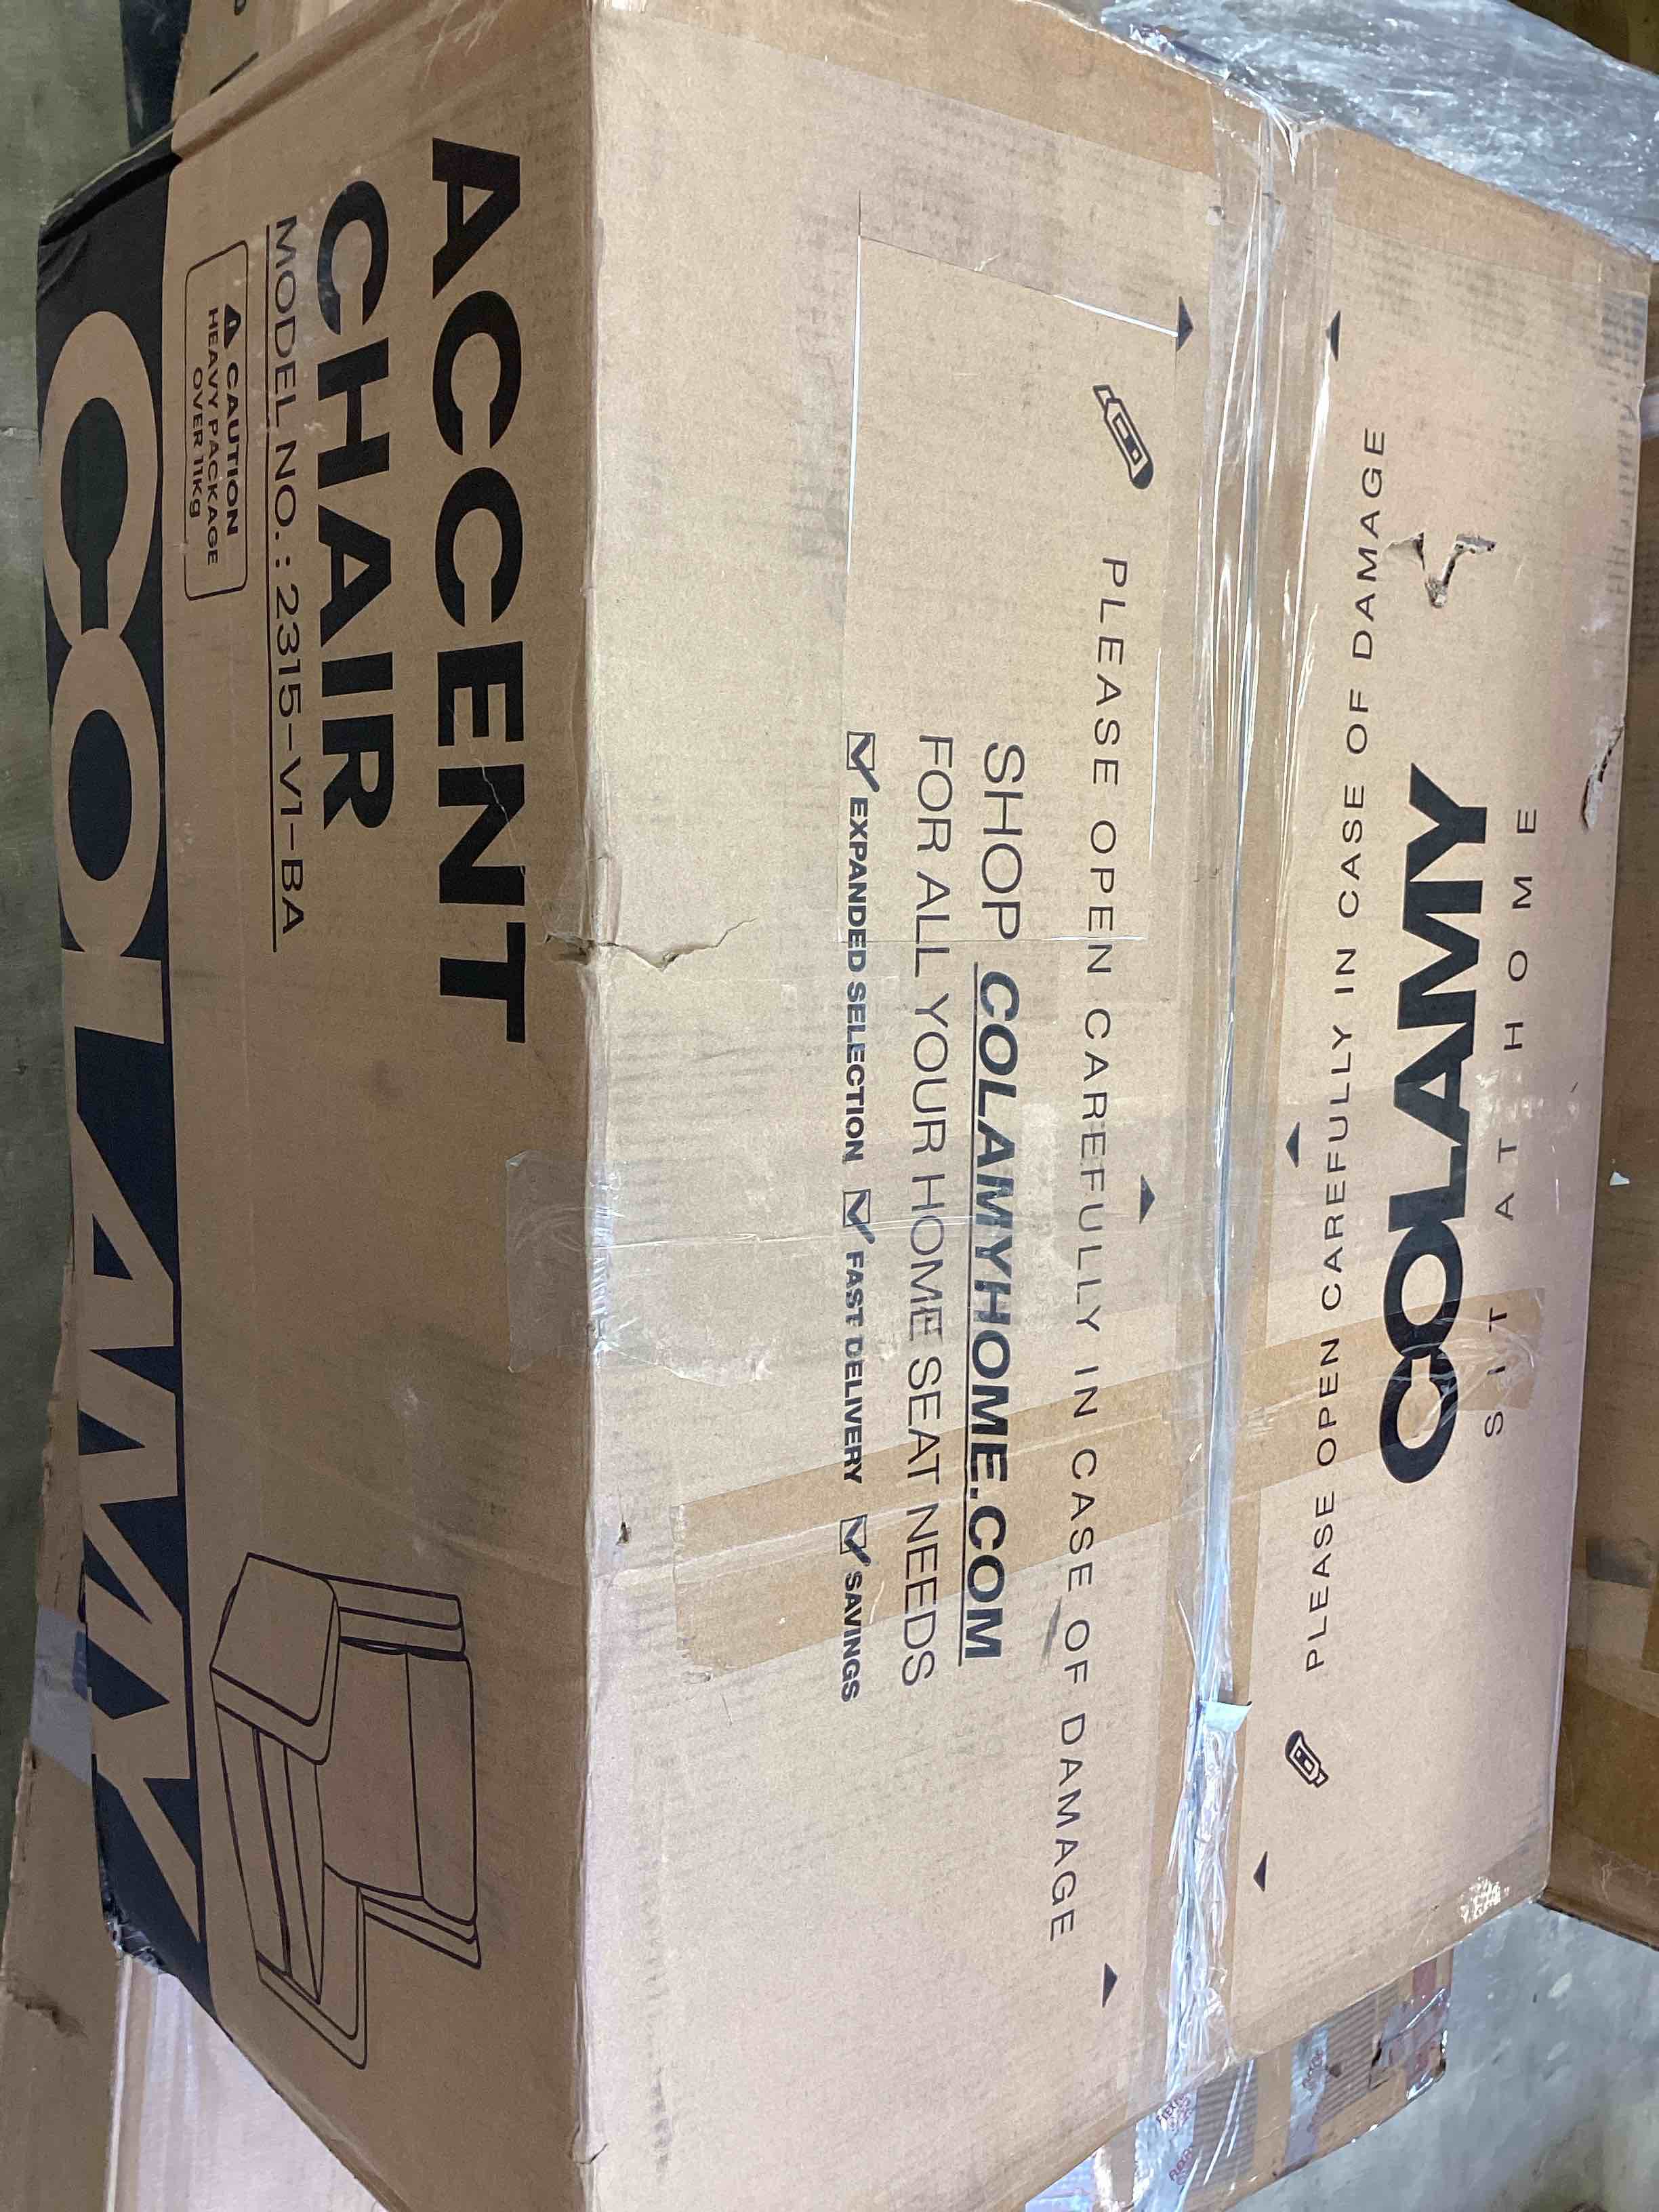 COLAMY
SIT AT HOME
PLEASE OPEN CAREFULLY IN CASE OF DAMAGE
PLEASE OPEN CAREFULLY IN CASE OF DAMAGE
SHOP COLAMYHOME.COM
FOR ALL YOUR HOME SEAT NEEDS
EXPANDED SELECTION FAST DELIVERY SAVINGS
ACCENT
CHAIR
MODEL NO.: 2315-V1-BA
CAUTION
HEAVY PACKAGE
OVER 11Kg
COLAMY